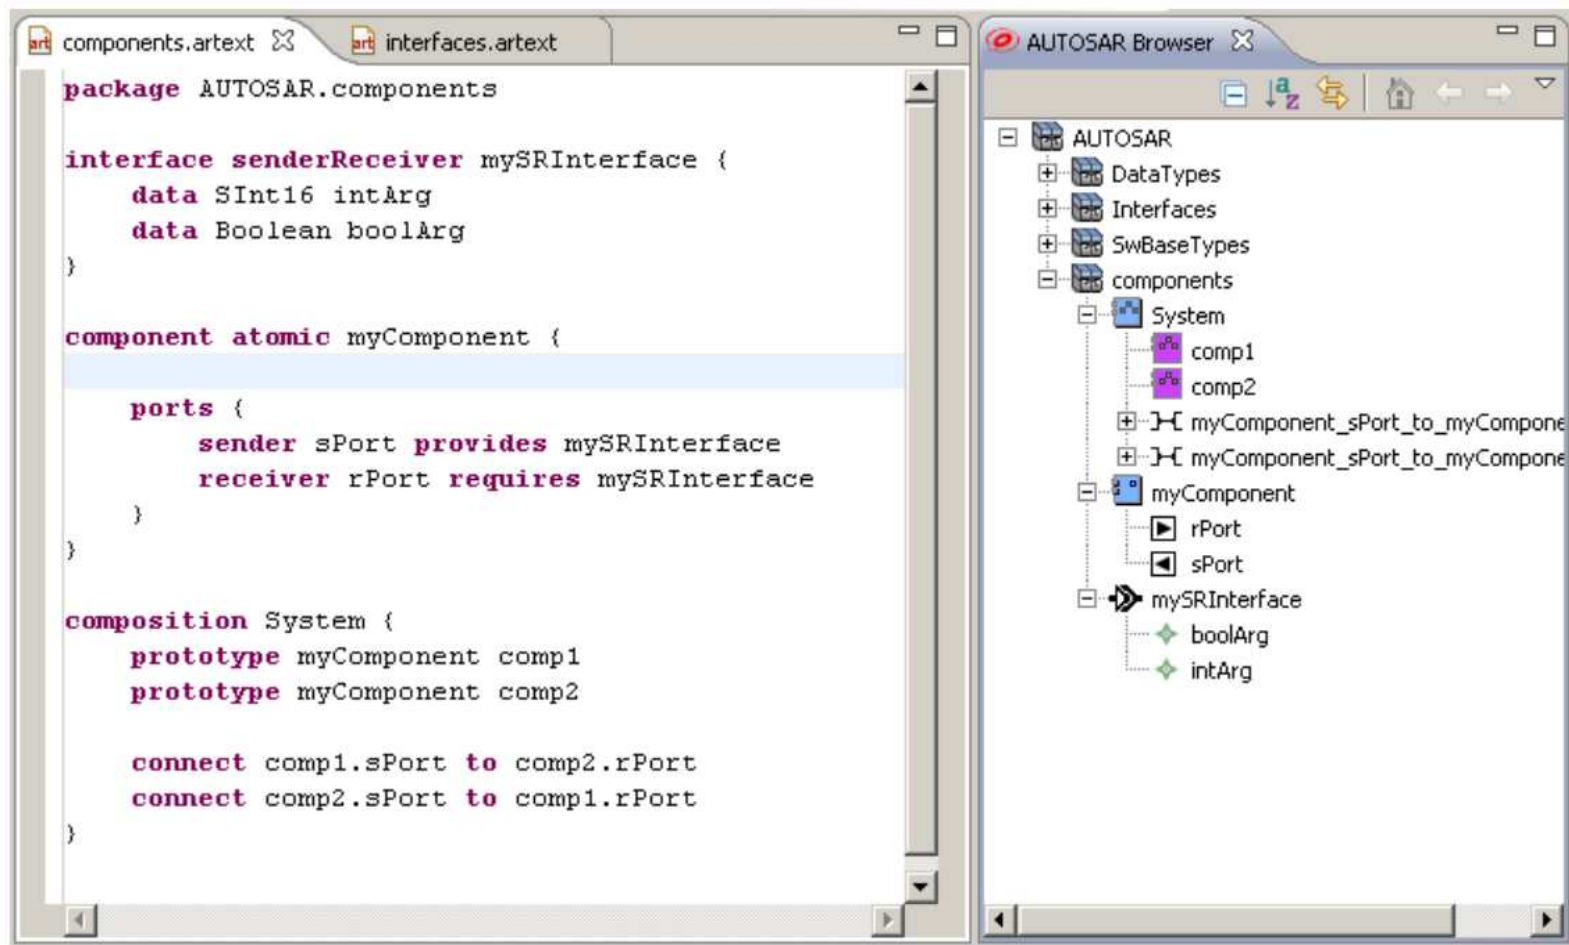 components.artext
interfaces.artext
package AUTOSAR.components
interface senderReceiver mySRInterface {
data SInt16 intArg
data Boolean boolArg
}
component atomic myComponent {
ports {
sender sPort provides mySRInterface
receiver rPort requires mySRInterface
}
}
composition System {
prototype myComponent comp1
prototype myComponent comp2
connect comp1.sPort to comp2.rPort
connect comp2.sPort to comp1.rPort
}
AUTOSAR Browser
AUTOSAR
DataTypes
Interfaces
SwBaseTypes
components
System
comp1
comp2
myComponent_sPort_to_myCompone
myComponent_sPort_to_myCompone
myComponent
rPort
sPort
mySRInterface
boolArg
intArg